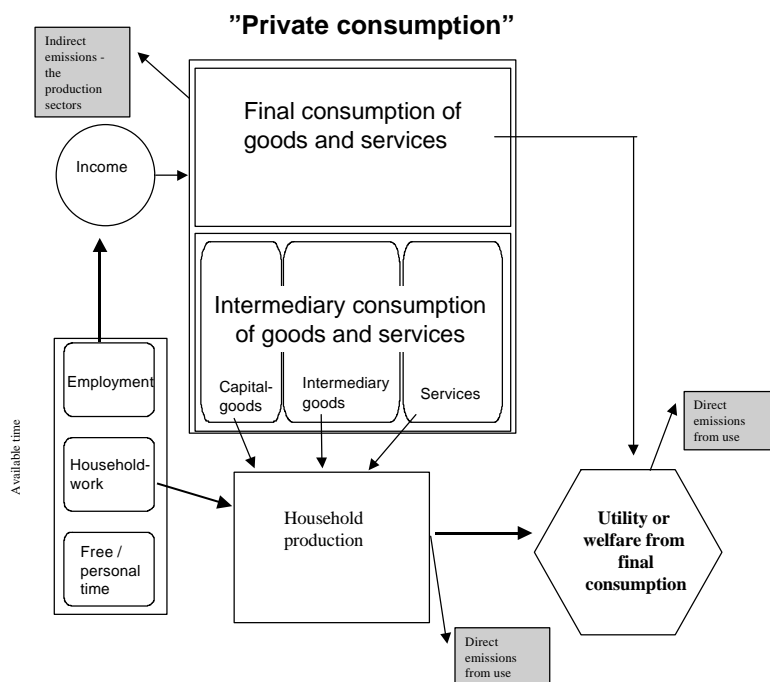 ”Private consumption”
Indirect
emissions -
the
production
sectors
Final consumption of
goods and services
Income
Intermediary consumption
of goods and services
Capital-
goods
Intermediary
goods
Services
Available time
Employment
Household-
work
Free /
personal
time
Household
production
Direct
emissions
from use
Utility or
welfare from
final
consumption
Direct
emissions
from use